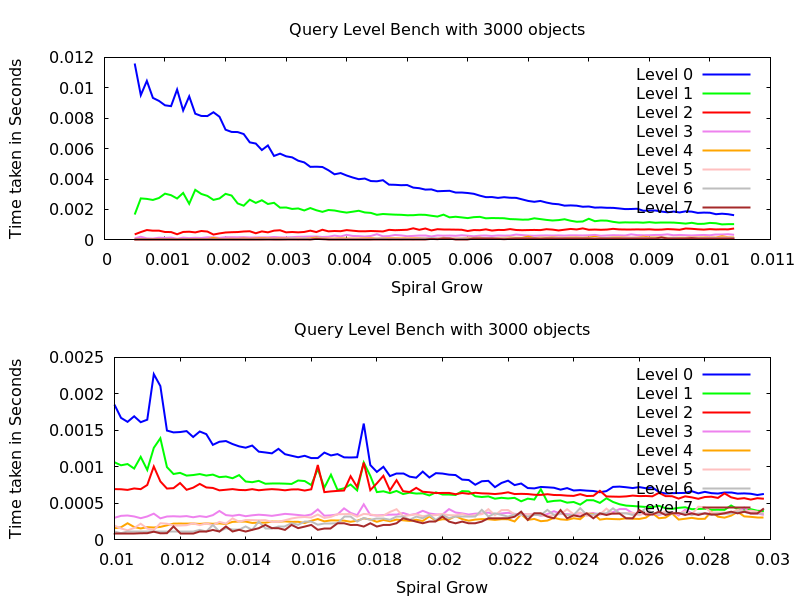 Query Level Bench with 3000 objects
Time taken in Seconds
0.012
0.01
0.008
0.006
0.004
0.002
0
Level 0
Level 1
Level 2
Level 3
Level 4
Level 5
Level 6
Level 7
0 0.001 0.002 0.003 0.004 0.005 0.006 0.007 0.008 0.009 0.01 0.011
Spiral Grow
Query Level Bench with 3000 objects
Time taken in Seconds
0.0025
0.002
0.0015
0.001
0.0005
0
Level 0
Level 1
Level 2
Level 3
Level 4
Level 5
Level 6
Level 7
0.01 0.012 0.014 0.016 0.018 0.02 0.022 0.024 0.026 0.028 0.03
Spiral Grow